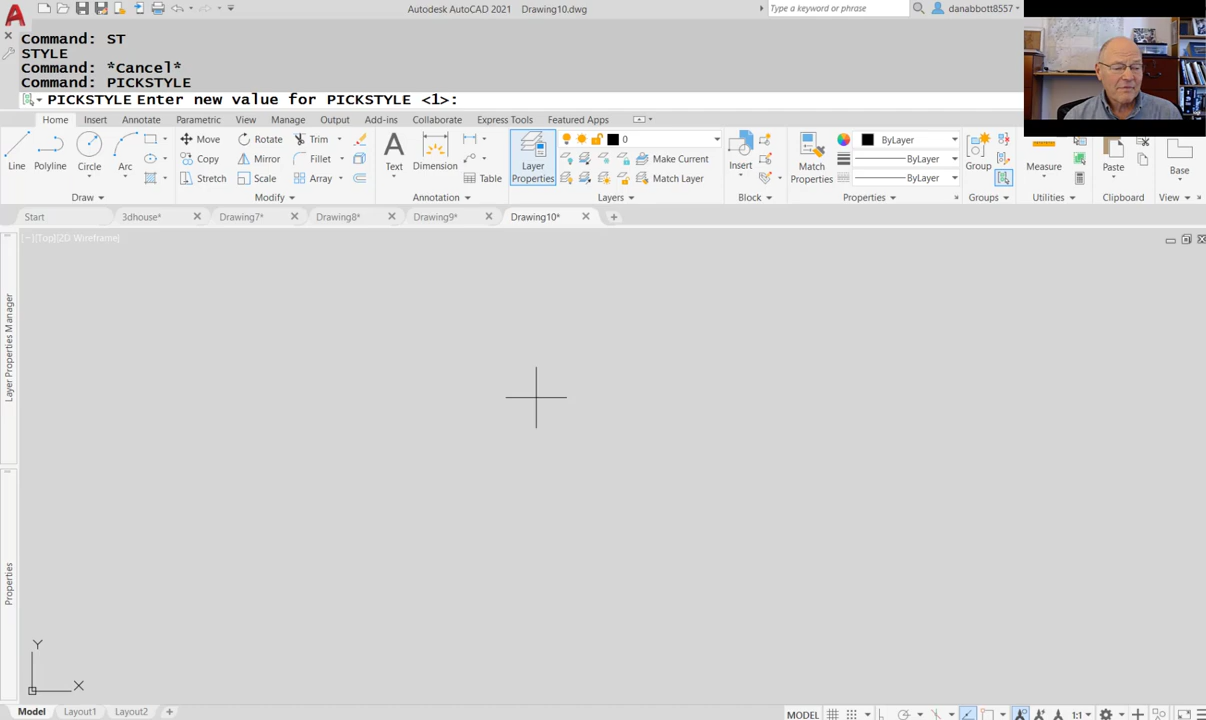 Autodesk AutoCAD 2021 Drawing10.dwg
Type a keyword or phrase
danabbott8557
Command: ST
STYLE
Command: *Cancel*
Command: PICKSTYLE
PICKSTYLE Enter new value for PICKSTYLE <1>:
Home Insert Annotate Parametric View Manage Output Add-ins Collaborate Express Tools Featured Apps
Line
Polyline
Circle
Arc
Draw
Move
Rotate
Trim
Copy
Mirror
Fillet
Stretch
Scale
Array
Modify
Text
Dimension
Table
Annotation
Layer
Properties
0
Make Current
Match Layer
Layers
Insert
Block
Match
Properties
ByLayer
ByLayer
ByLayer
Properties
Group
Groups
Measure
Utilities
Paste
Clipboard
Base
View
Start 3dhouse* Drawing7* Drawing8* Drawing9* Drawing10*
[−][Top][2D Wireframe]
Layer Properties Manager
Properties
Y
X
Model Layout1 Layout2
MODEL
1:1